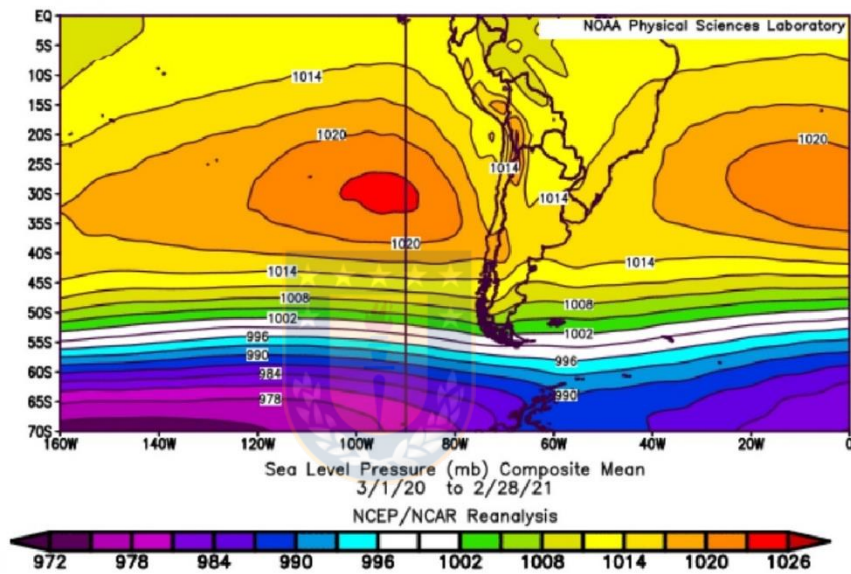 NOAA Physical Sciences Laboratory
EQ
5S
10S
1014
15S
20S
1020
1020
25S
1014
1014
30S
35S
1020
40S
1014
1014
45S
1008
1008
50S
1002
1002
55S
996
996
60S
990
990
984
65S
978
70S
160W 140W 120W 100W 80W 60W 40W 20W 0
Sea Level Pressure (mb) Composite Mean
3/1/20 to 2/28/21
NCEP/NCAR Reanalysis
972 978 984 990 996 1002 1008 1014 1020 1026